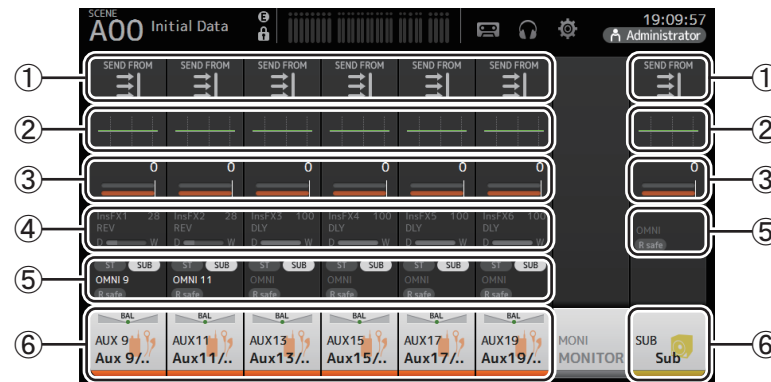 SCENE
A00 Initial Data E 19:09:57
Administrator
① SEND FROM SEND FROM SEND FROM SEND FROM SEND FROM SEND FROM SEND FROM ①
② ②
③ 0 0 0 0 0 0 0 ③
④ InsFX1 28 InsFX2 28 InsFX3 100 InsFX4 100 InsFX5 100 InsFX6 100
REV REV DLY DLY DLY DLY OMNI ⑤
D W D W D W D W D W D W R safe
ST SUB ST SUB ST SUB ST SUB ST SUB ST SUB
⑤ OMNI 9 OMNI 11 OMNI OMNI OMNI OMNI
R safe R safe R safe R safe R safe R safe
BAL BAL BAL BAL BAL BAL
⑥ AUX 9 AUX11 AUX13 AUX15 AUX17 AUX19 MONI SUB ⑥
Aux 9/.. Aux11/.. Aux13/.. Aux15/.. Aux17/.. Aux19/.. MONITOR Sub